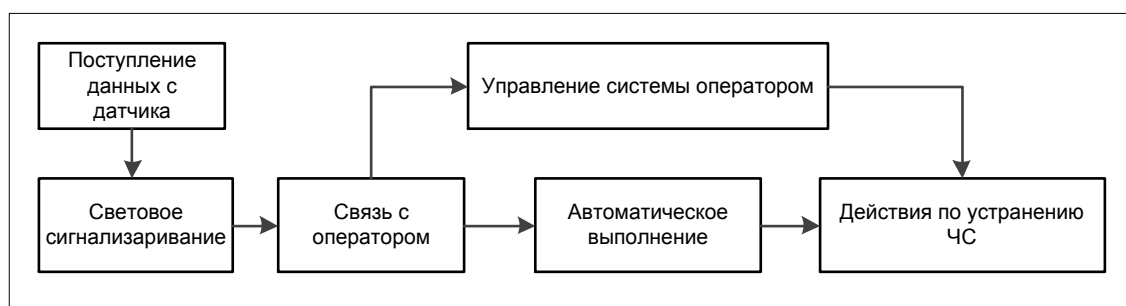 Поступление
данных с
датчика
Управление системы оператором
Световое
сигнализаривание
Связь с
оператором
Автоматическое
выполнение
Действия по устранению
ЧС